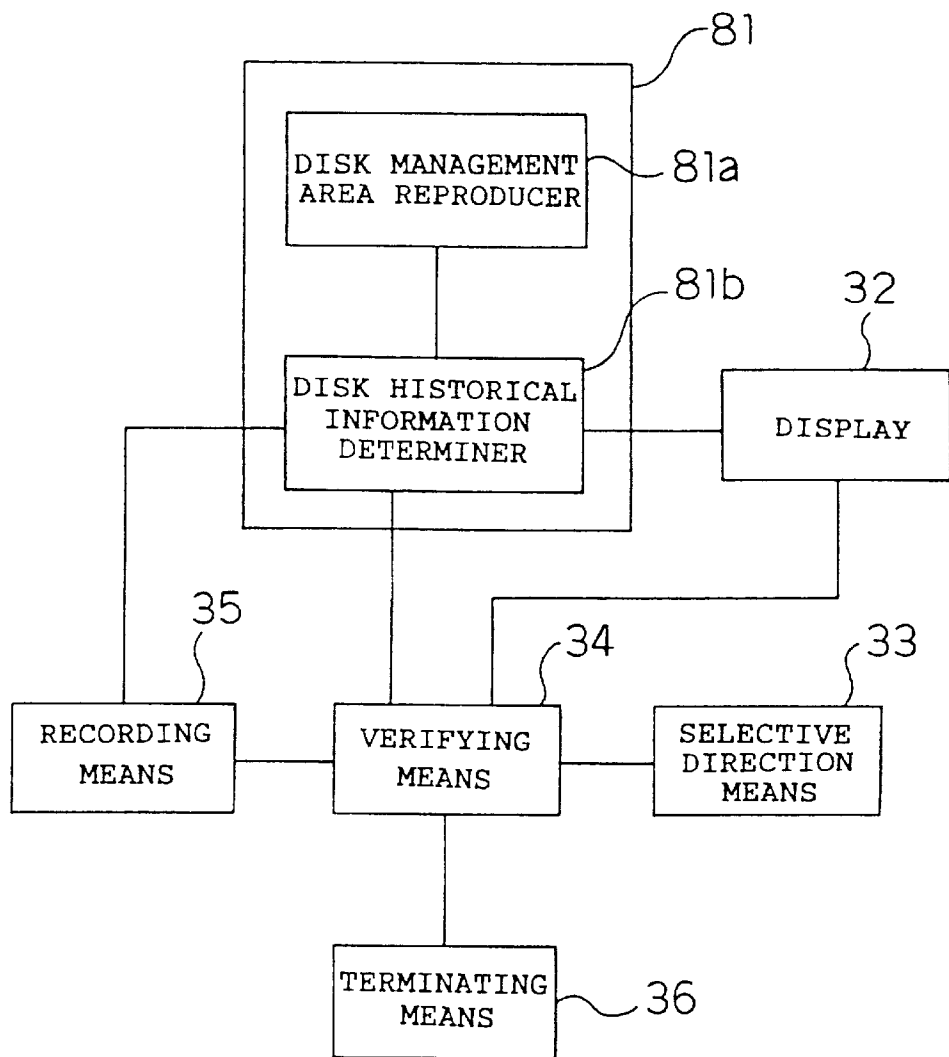 81
DISK MANAGEMENT
AREA REPRODUCER
81a
81b
DISK HISTORICAL
INFORMATION
DETERMINER
32
DISPLAY
35
RECORDING
MEANS
34
VERIFYING
MEANS
33
SELECTIVE
DIRECTION
MEANS
TERMINATING
MEANS
36